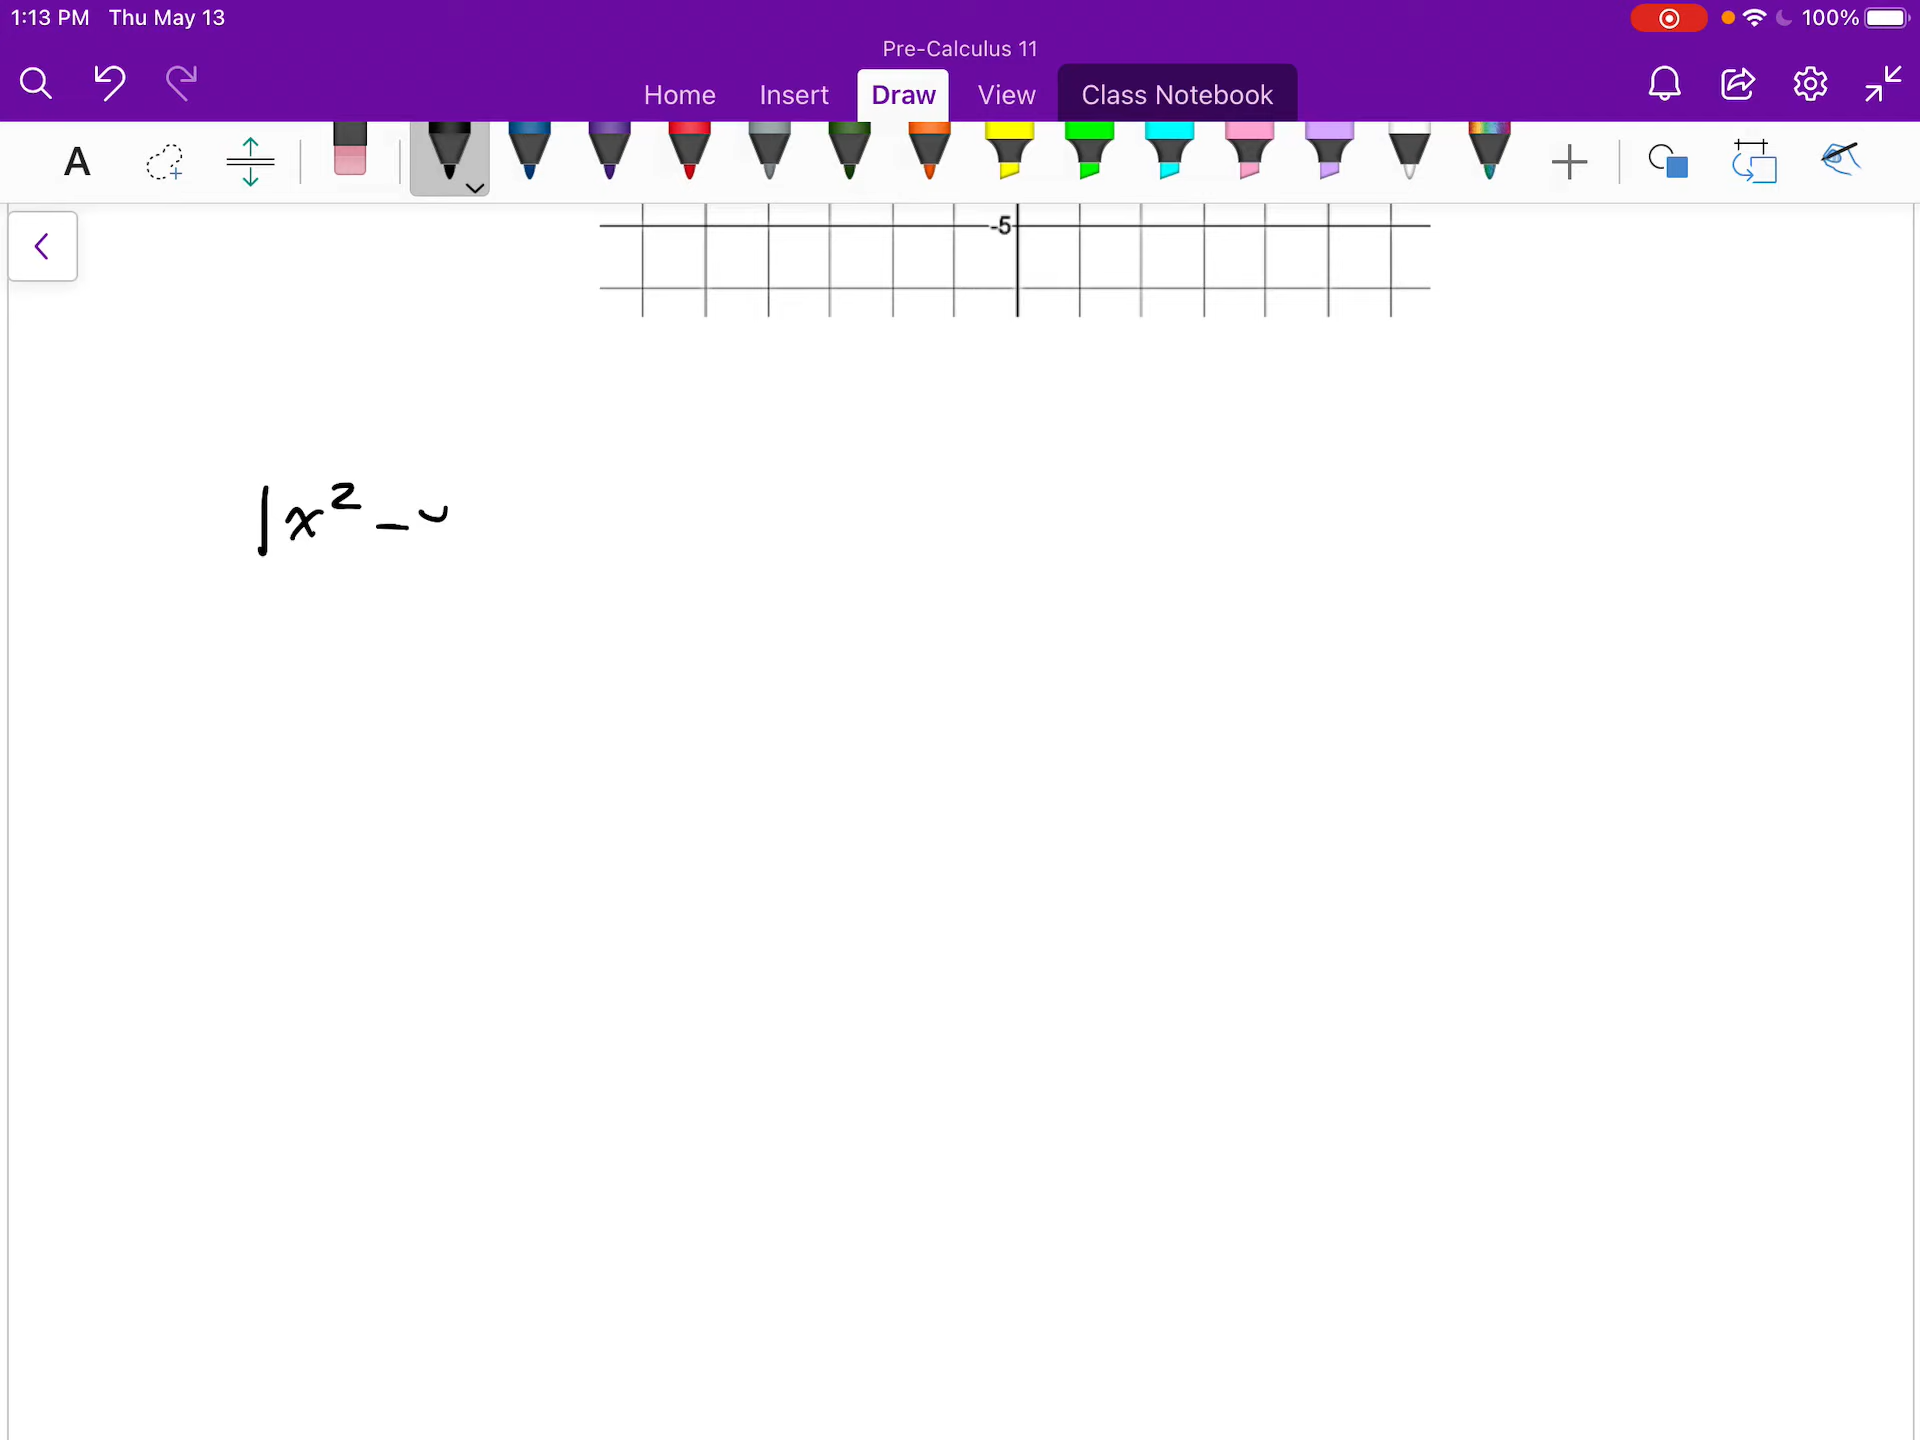 1:13 PM Thu May 13 100%
Pre-Calculus 11
Home Insert Draw View Class Notebook
A
-5
|x² -